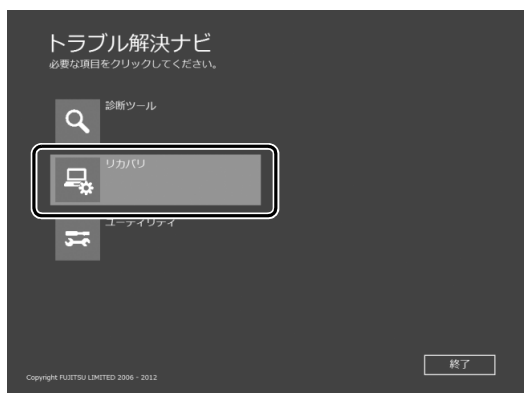 トラブル解決ナビ
必要な項目をクリックしてください。
診断ツール
リカバリ
ユーティリティ
終了
Copyright FUJITSU LIMITED 2006 - 2012